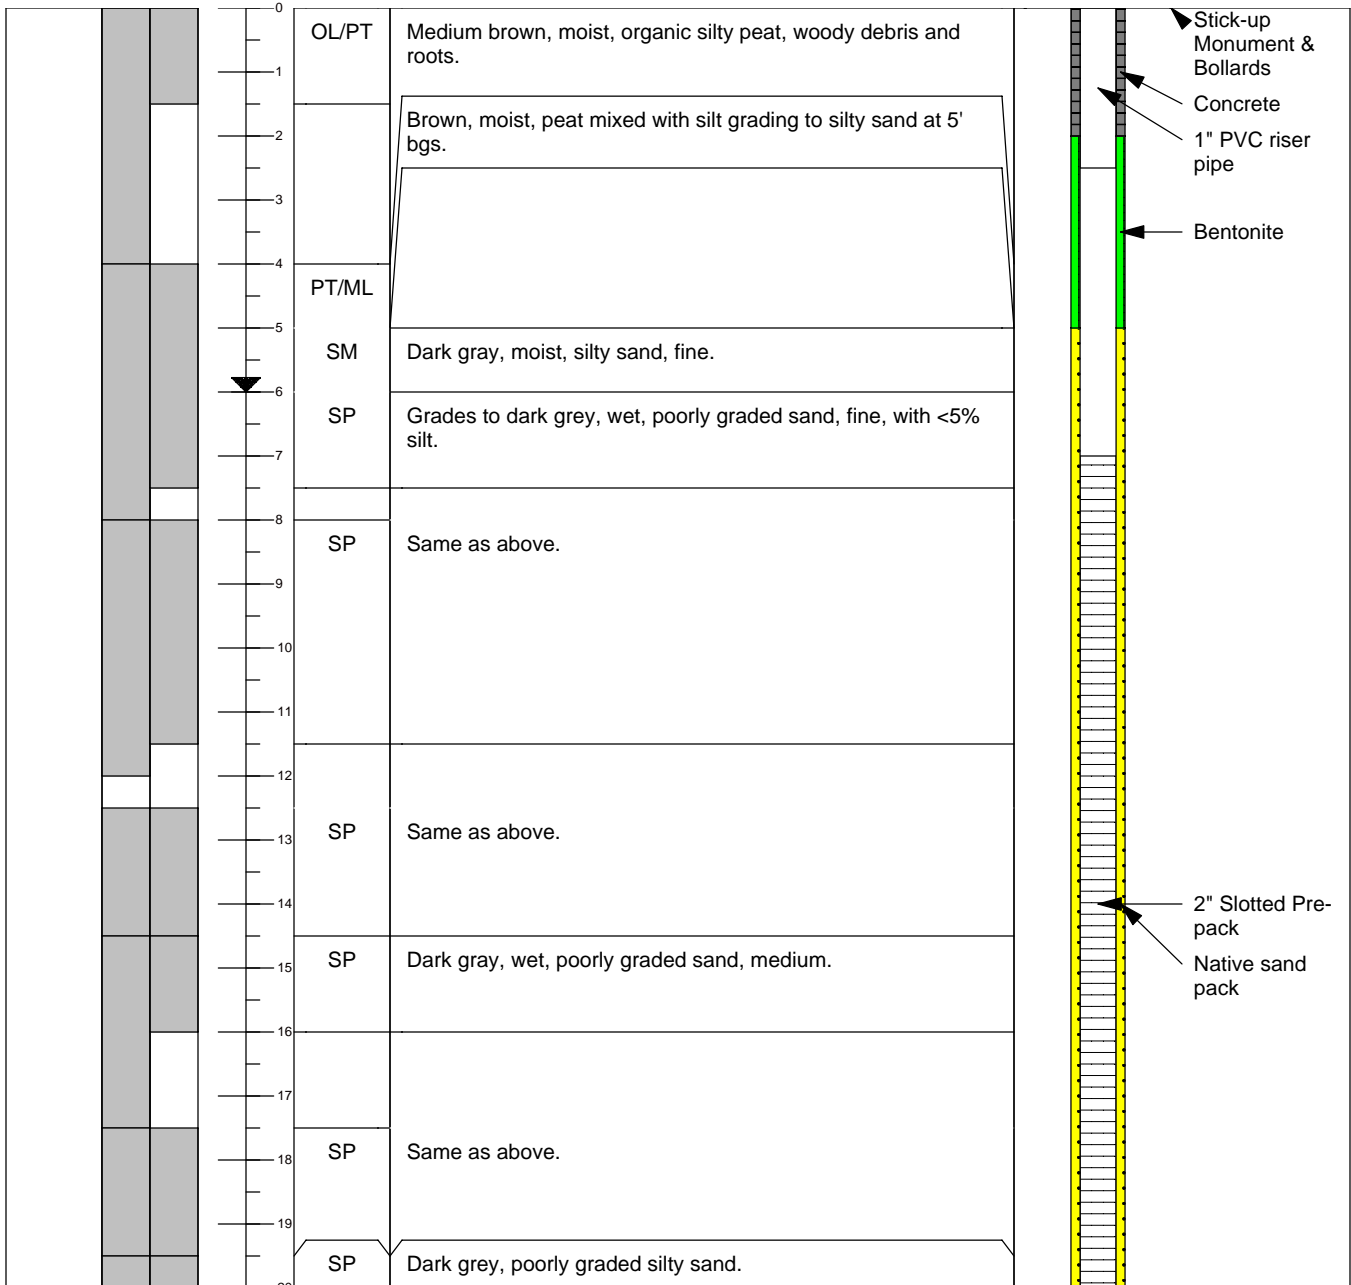 0
OL/PT
Medium brown, moist, organic silty peat, woody debris and
roots.
Stick-up
Monument &
Bollards
1
Concrete
Brown, moist, peat mixed with silt grading to silty sand at 5'
bgs.
2
1" PVC riser
pipe
3
Bentonite
4
PT/ML
5
SM
Dark gray, moist, silty sand, fine.
6
SP
Grades to dark grey, wet, poorly graded sand, fine, with <5%
silt.
7
8
SP
Same as above.
9
10
11
12
SP
Same as above.
13
14
2" Slotted Pre-
pack
SP
Dark gray, wet, poorly graded sand, medium.
15
Native sand
pack
16
17
SP
Same as above.
18
19
SP
Dark grey, poorly graded silty sand.